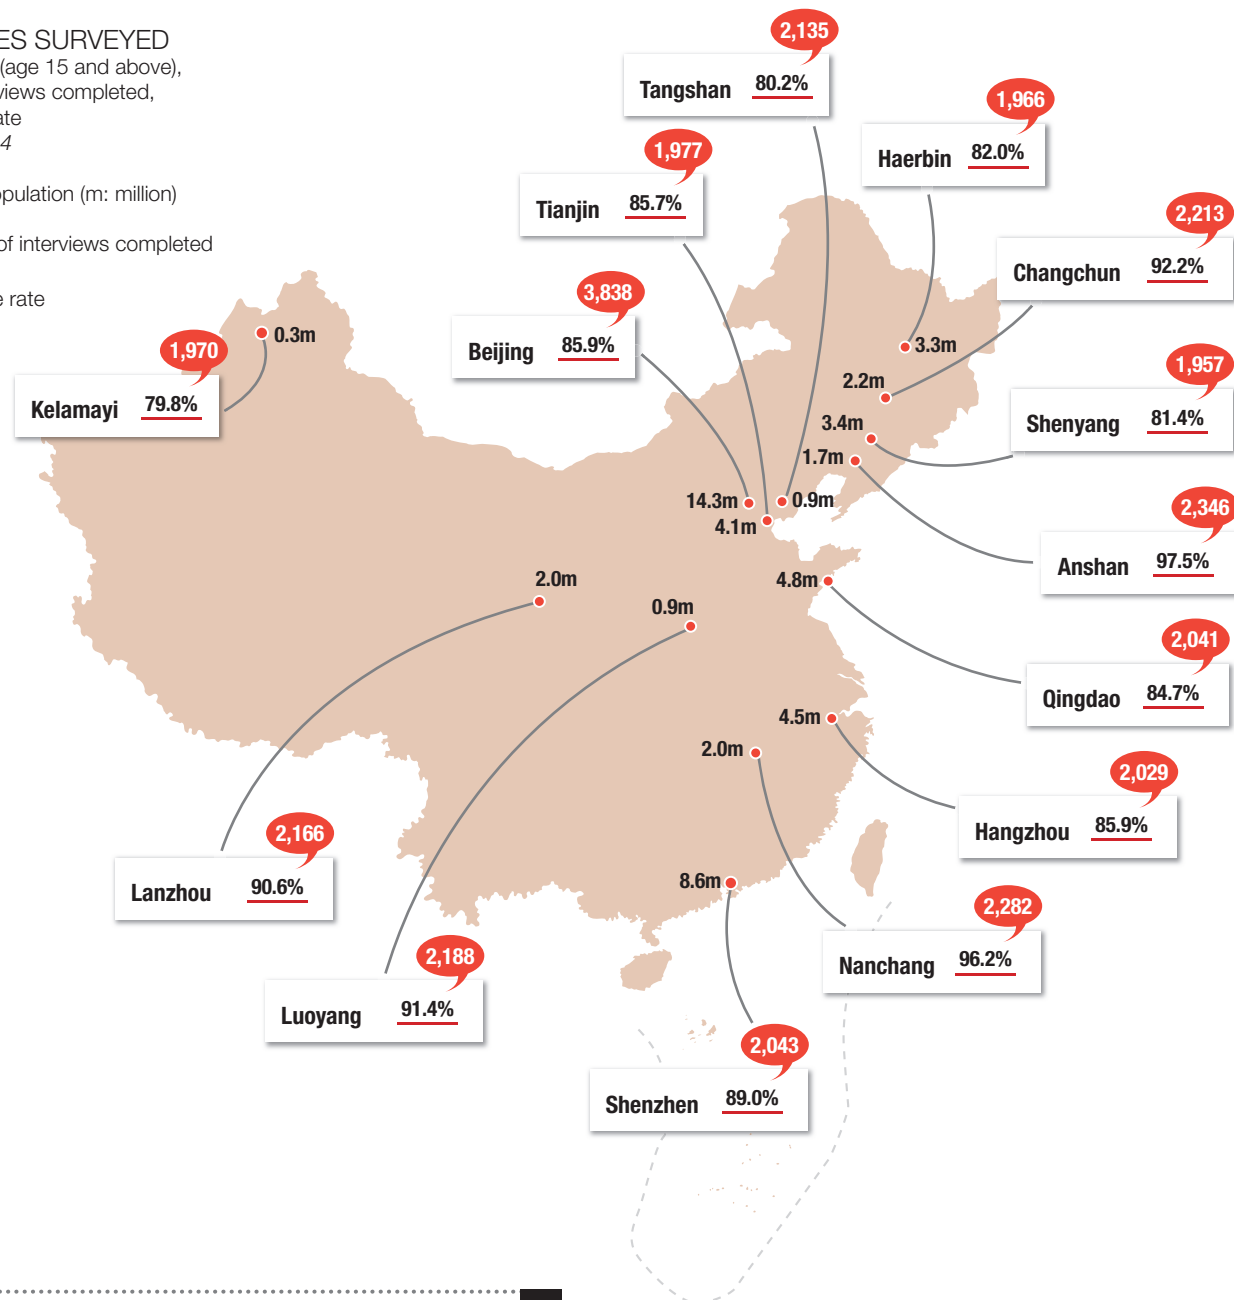 ES SURVEYED
(age 15 and above),
views completed,
ate
4
opulation (m: million)
of interviews completed
e rate
2,135
Tangshan 80.2%
1,966
Haerbin 82.0%
1,977
Tianjin 85.7%
2,213
Changchun 92.2%
3,838
Beijing 85.9%
0.3m
1,970
Kelamayi 79.8%
3.3m
2.2m
1,957
Shenyang 81.4%
3.4m
1.7m
14.3m
0.9m
4.1m
2,346
Anshan 97.5%
2.0m
4.8m
0.9m
2,041
Qingdao 84.7%
4.5m
2.0m
2,029
Hangzhou 85.9%
2,166
Lanzhou 90.6%
8.6m
2,282
Nanchang 96.2%
2,188
Luoyang 91.4%
2,043
Shenzhen 89.0%